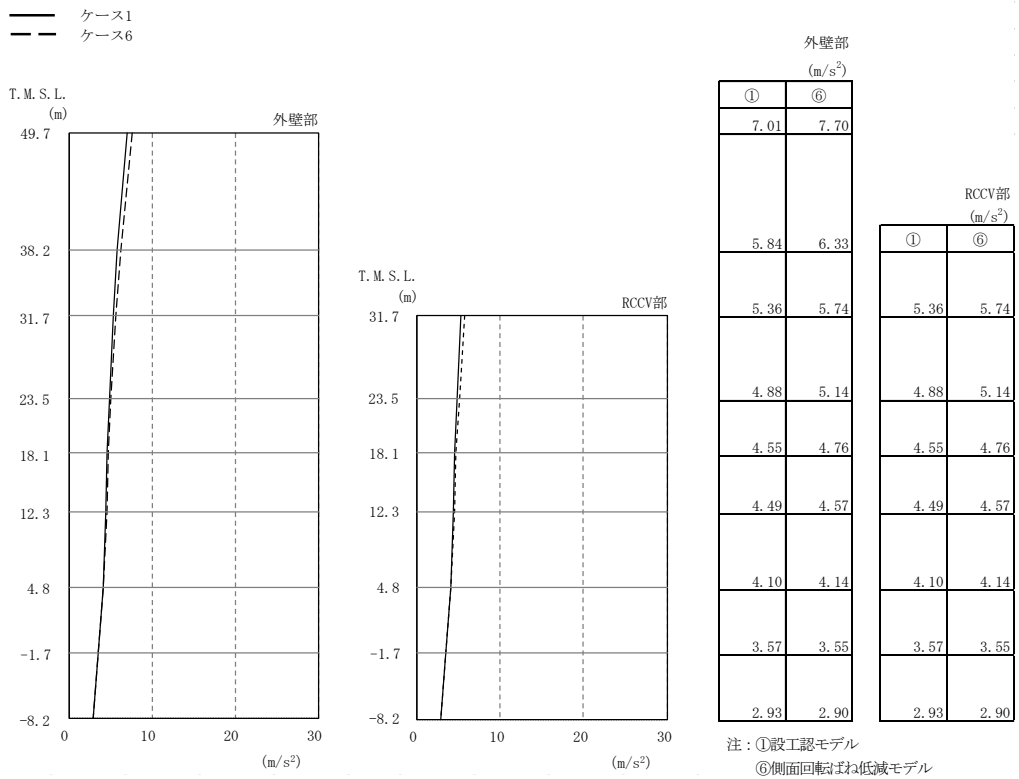 ケース1
ケース6
T.M.S.L.
(m)
外壁部
49.7
38.2
31.7
23.5
18.1
12.3
4.8
-1.7
-8.2
0 10 20 30
(m/s²)
T.M.S.L.
(m)
RCCV部
31.7
23.5
18.1
12.3
4.8
-1.7
-8.2
0 10 20 30
(m/s²)
外壁部
(m/s²)
① ⑥
7.01 7.70
5.84 6.33
5.36 5.74
4.88 5.14
4.55 4.76
4.49 4.57
4.10 4.14
3.57 3.55
2.93 2.90
RCCV部
(m/s²)
① ⑥
5.36 5.74
4.88 5.14
4.55 4.76
4.49 4.57
4.10 4.14
3.57 3.55
2.93 2.90
注：①設工認モデル
⑥側面回転ばね低減モデル